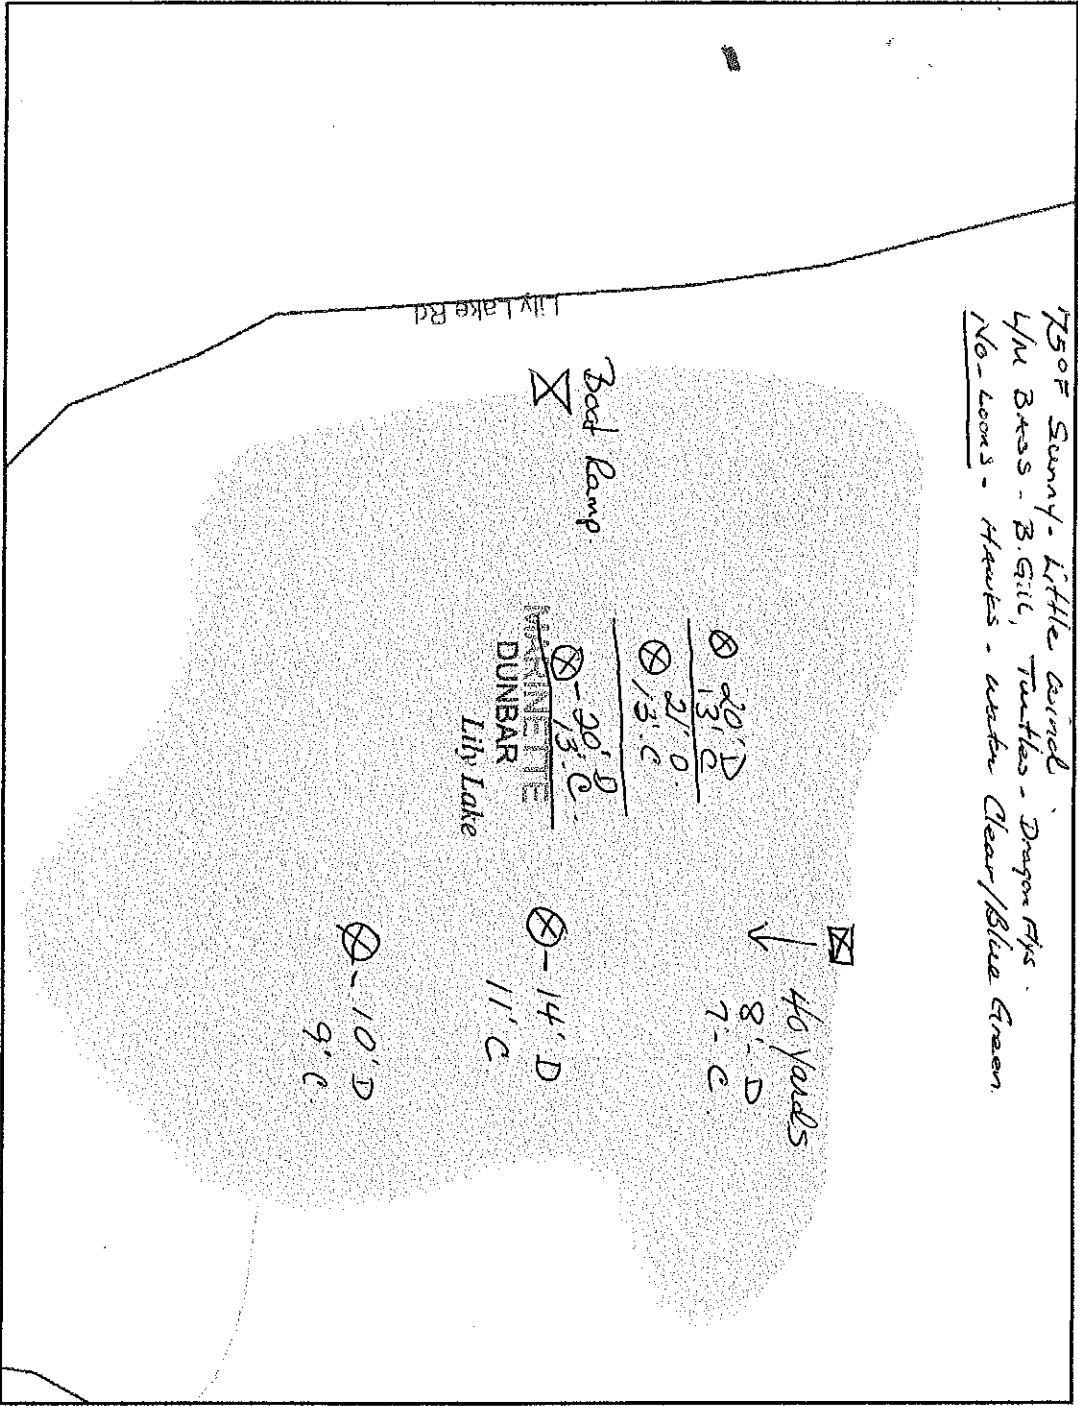 75°F Sunny - Little wind.
L/M BASS - B.Gill, Turtles - Dragon Flys.
No-Loons - Hawks - water Clear/Blue Green.
40 Yards
8'-D
7-C.
20' D
13' C
21' D.
13'.C
-20' D
13'-C.
Boat Ramp.
MARINETTE
DUNBAR
Lily Lake
-14' D
11' C.
-10' D
9' C.
Lily Lake Rd